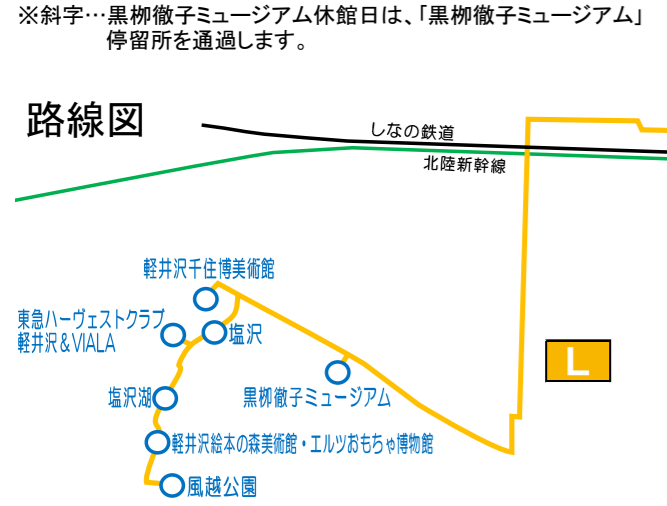 ※斜字…黒柳徹子ミュージアム休館日は、「黒柳徹子ミュージアム」
停留所を通過します。
路線図
しなの鉄道
北陸新幹線
軽井沢千住博美術館
東急ハーヴェストクラブ
軽井沢&VIALA
塩沢
L
塩沢湖
黒柳徹子ミュージアム
軽井沢絵本の森美術館・エルツおもちゃ博物館
風越公園